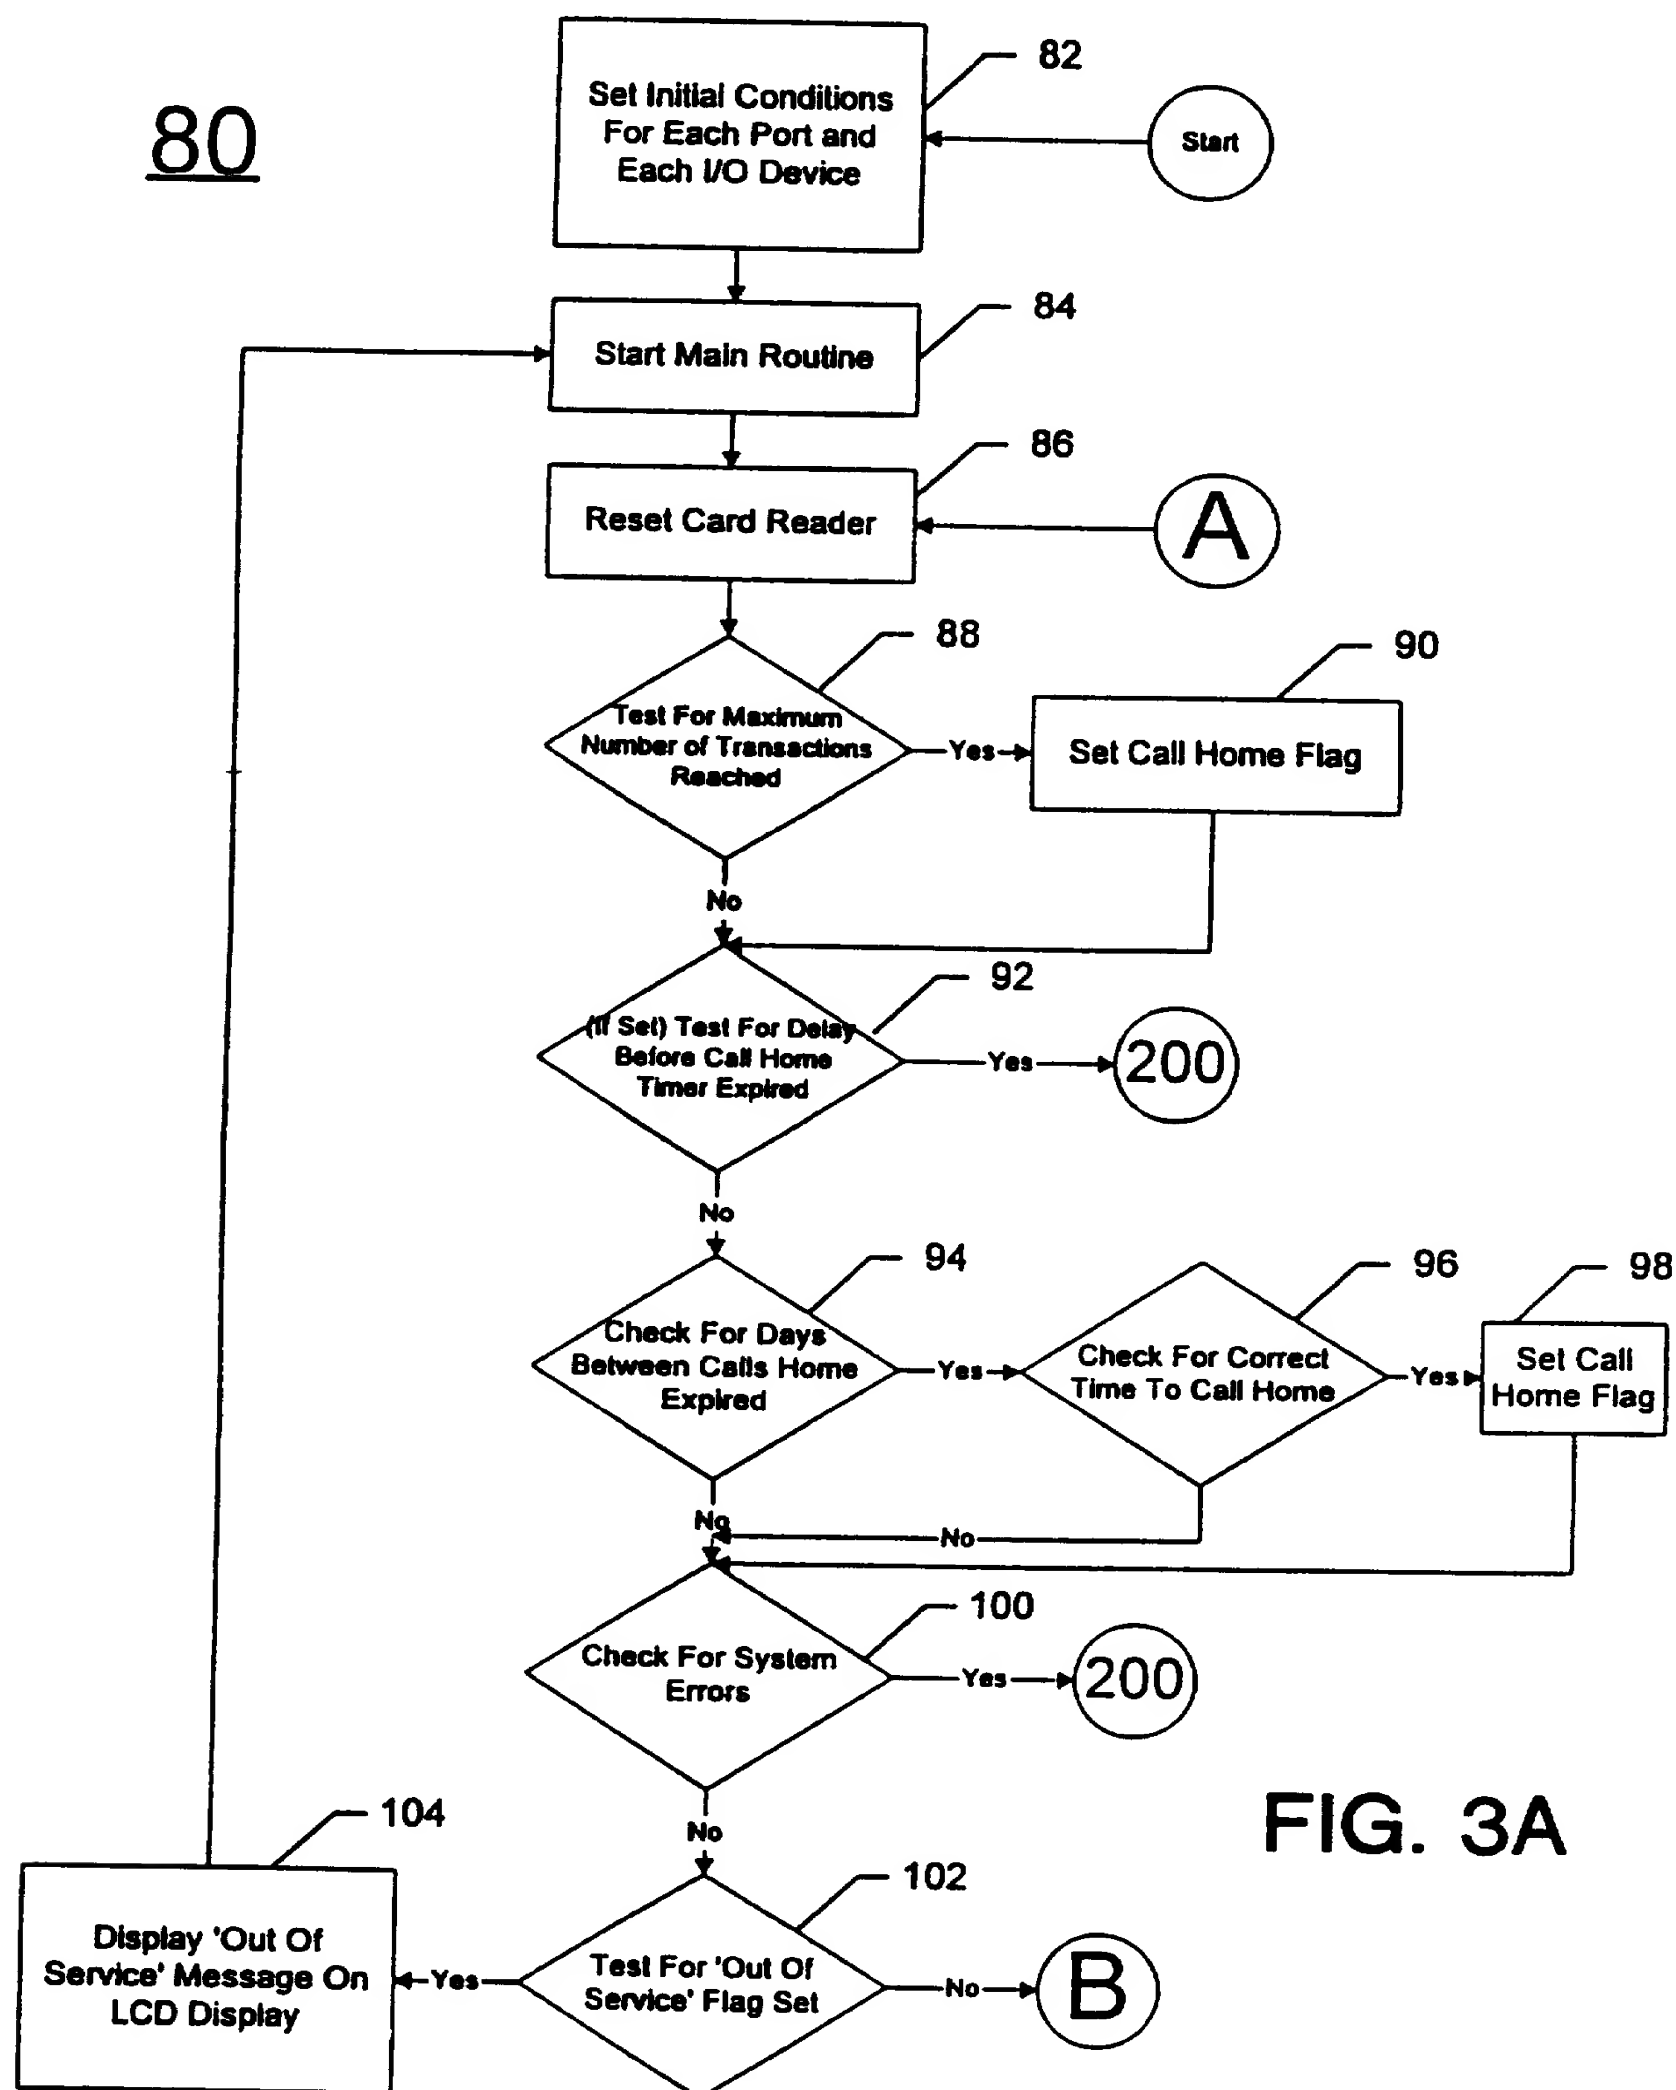 80
82
Set Initial Conditions
For Each Port and
Each I/O Device
Start
84
Start Main Routine
86
Reset Card Reader
A
88
Test For Maximum
Number of Transactions
Reached
Yes
90
Set Call Home Flag
No
92
(If Set) Test For Delay
Before Call Home
Timer Expired
Yes
200
No
94
Check For Days
Between Calls Home
Expired
Yes
96
Check For Correct
Time To Call Home
Yes
98
Set Call
Home Flag
No
No
100
Check For System
Errors
Yes
200
No
FIG. 3A
104
Display 'Out Of
Service' Message On
LCD Display
Yes
102
Test For 'Out Of
Service' Flag Set
No
B